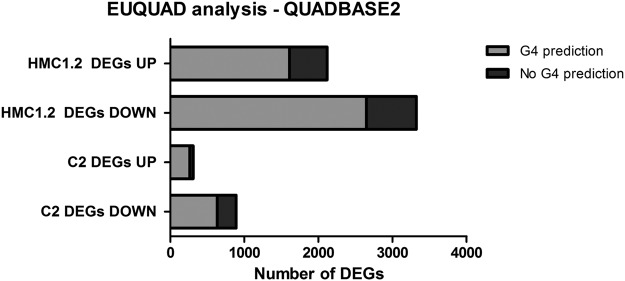 EUQUAD analysis - QUADBASE2
G4 prediction
No G4 prediction
HMC1.2 DEGs UP
HMC1.2 DEGs DOWN
C2 DEGs UP
C2 DEGs DOWN
0 1000 2000 3000 4000
Number of DEGs